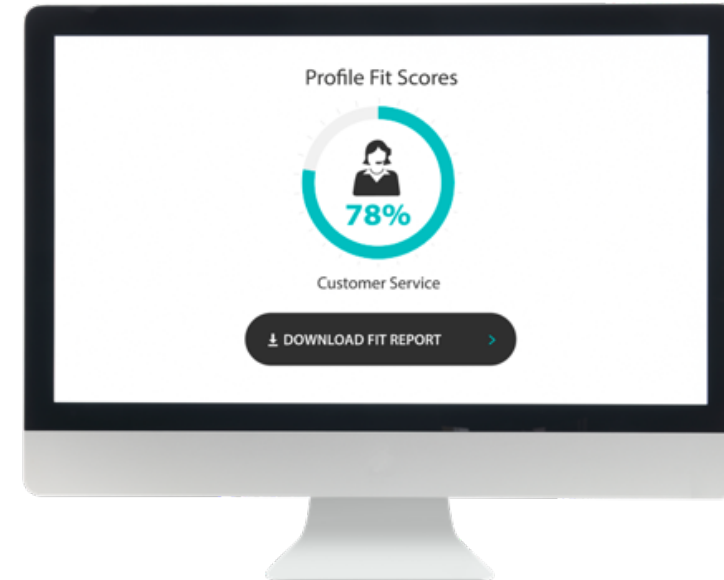 Profile Fit Scores
78%
Customer Service
DOWNLOAD FIT REPORT